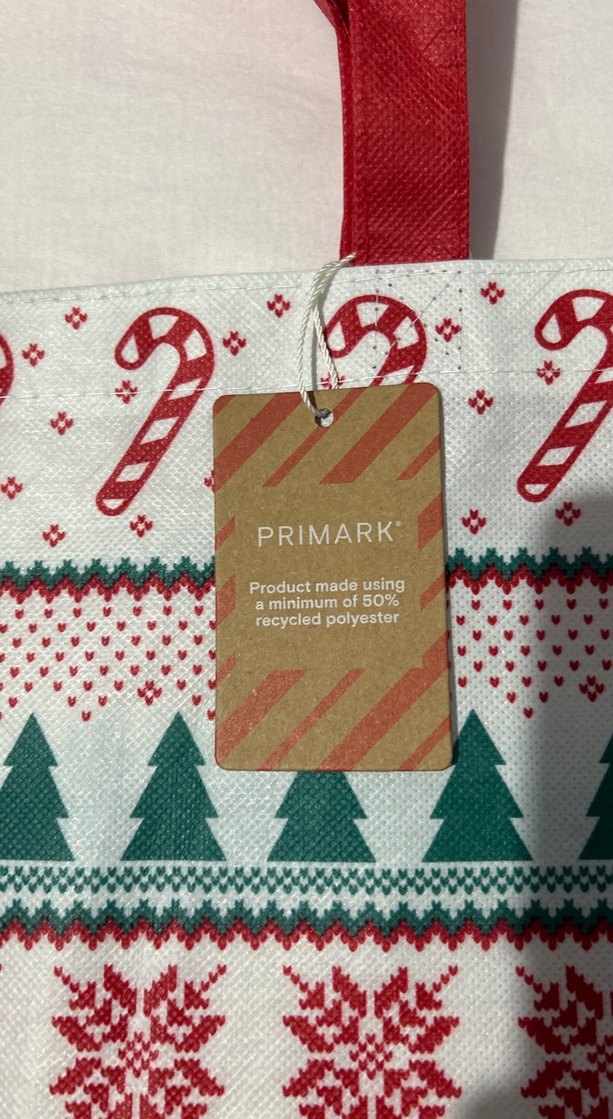 PRIMARK®
Product made using
a minimum of 50%
recycled polyester